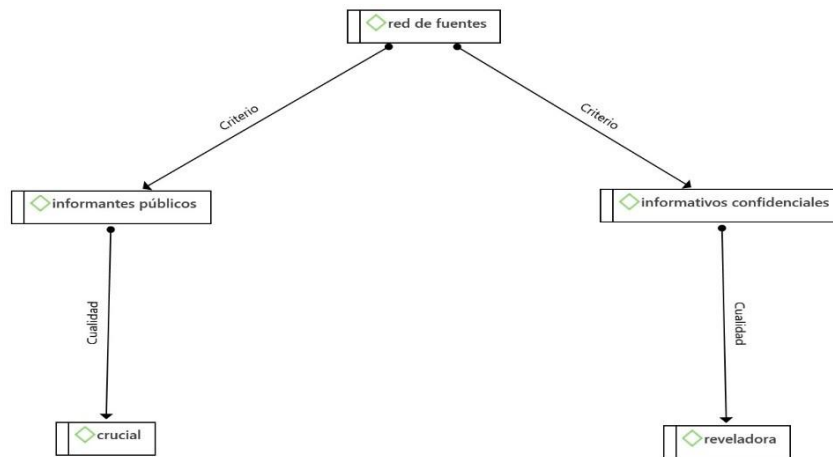 red de fuentes
Criterio
Criterio
informantes públicos
informativos confidenciales
Cualidad
Cualidad
crucial
reveladora